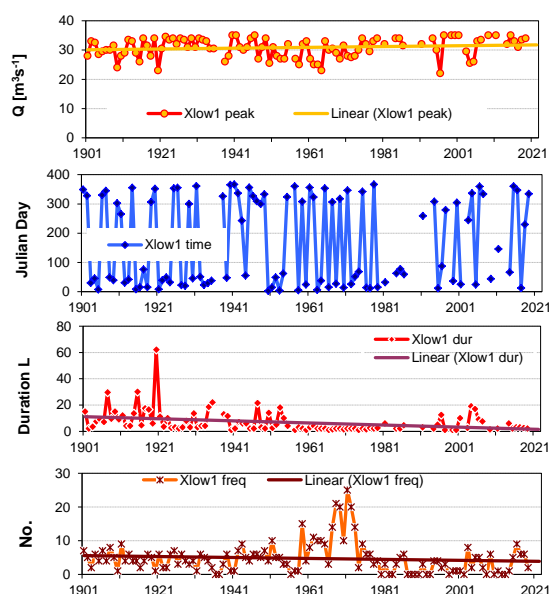 40
30
20
10
0
Q [m³s⁻¹]
Xlow1 peak
Linear (Xlow1 peak)
1901 1921 1941 1961 1981 2001 2021
400
300
200
100
0
Julian Day
Xlow1 time
1901 1921 1941 1961 1981 2001 2021
80
60
40
20
0
Duration L
Xlow1 dur
Linear (Xlow1 dur)
1901 1921 1941 1961 1981 2001 2021
30
20
10
0
No.
Xlow1 freq
Linear (Xlow1 freq)
1901 1921 1941 1961 1981 2001 2021